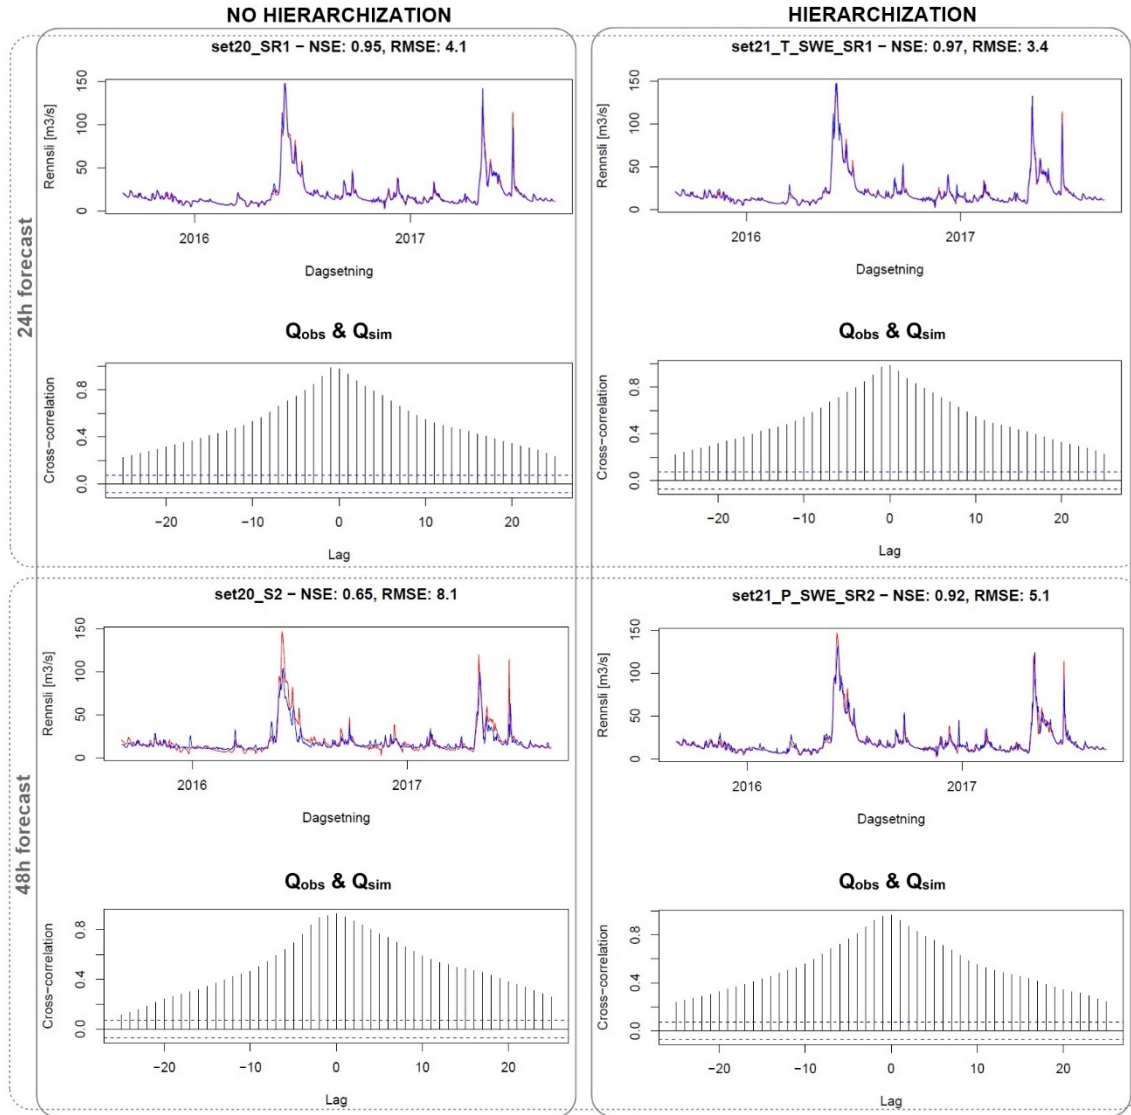 NO HIERARCHIZATION
HIERARCHIZATION
24h forecast
set20_SR1 – NSE: 0.95, RMSE: 4.1
Rennsli [m3/s]
150
100
50
0
2016
2017
Dagsetning
Qobs & Qsim
Cross−correlation
0.8
0.4
0.0
−20
−10
0
10
20
Lag
set21_T_SWE_SR1 – NSE: 0.97, RMSE: 3.4
Rennsli [m3/s]
150
100
50
0
2016
2017
Dagsetning
Qobs & Qsim
Cross−correlation
0.8
0.4
0.0
−20
−10
0
10
20
Lag
48h forecast
set20_S2 – NSE: 0.65, RMSE: 8.1
Rennsli [m3/s]
150
100
50
0
2016
2017
Dagsetning
Qobs & Qsim
Cross−correlation
0.8
0.4
0.0
−20
−10
0
10
20
Lag
set21_P_SWE_SR2 – NSE: 0.92, RMSE: 5.1
Rennsli [m3/s]
150
100
50
0
2016
2017
Dagsetning
Qobs & Qsim
Cross−correlation
0.8
0.4
0.0
−20
−10
0
10
20
Lag